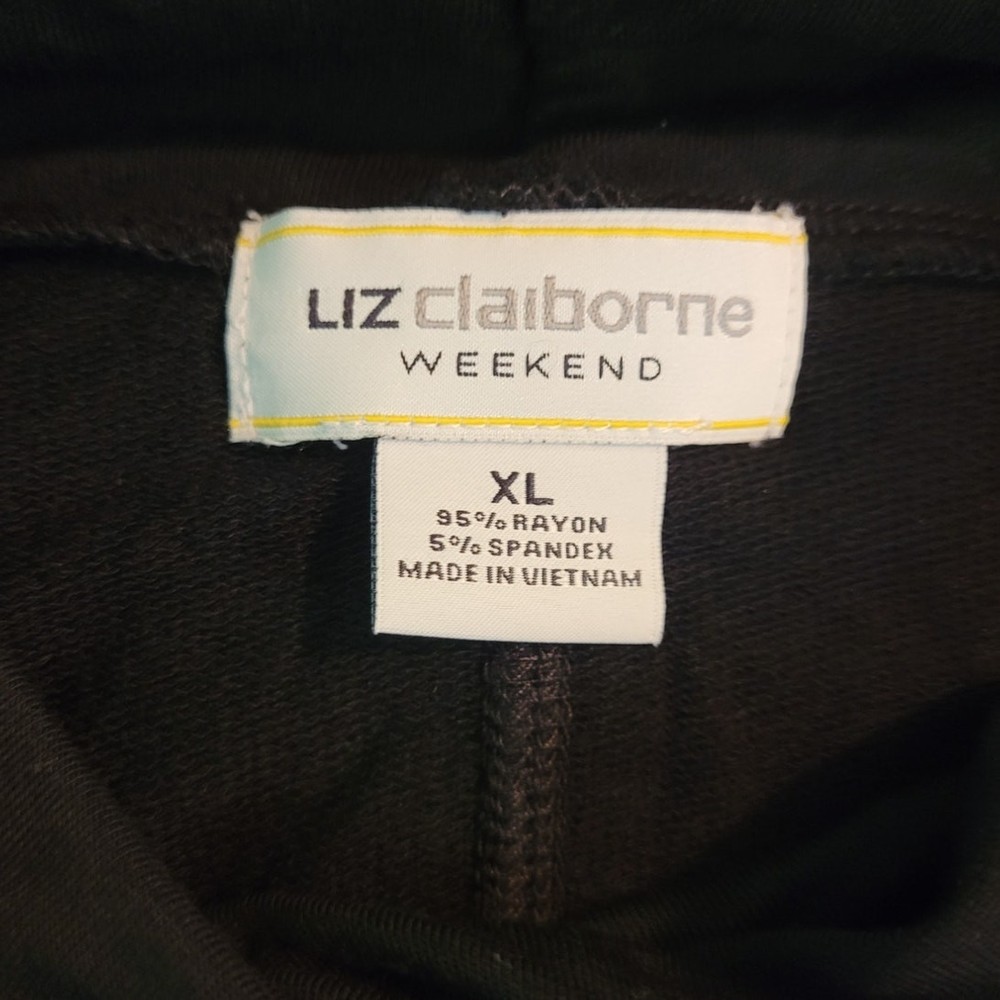 LIZ claiborne
WEEKEND
XL
95% RAYON
5% SPANDEX
MADE IN VIETNAM